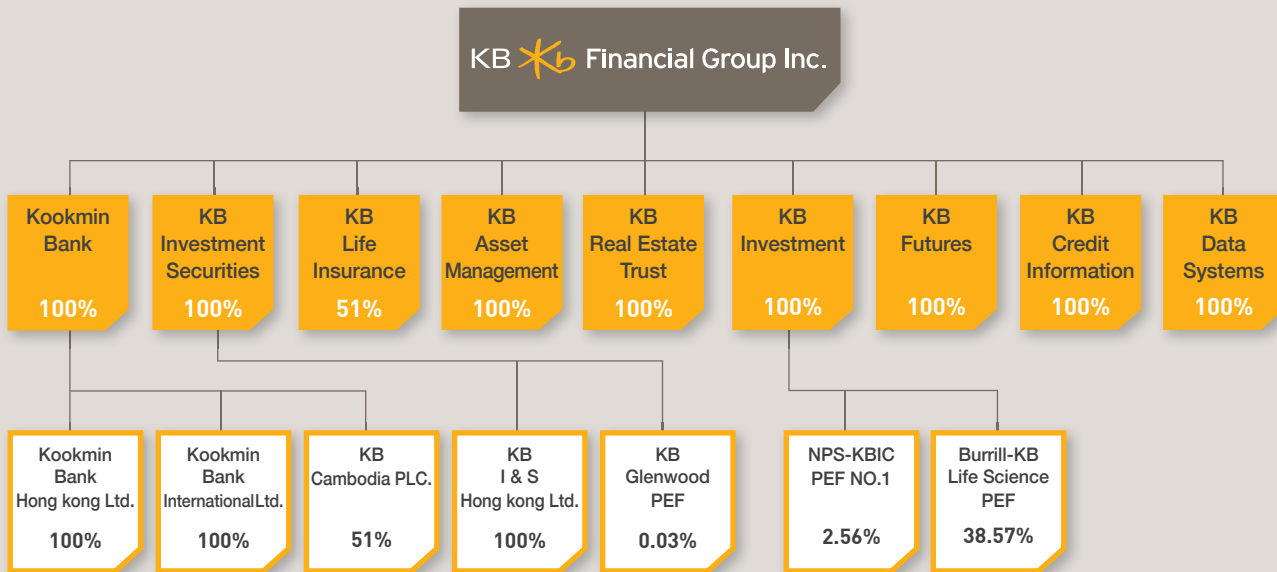 KB Kb Financial Group Inc.
Kookmin
Bank
100%
KB
Investment
Securities
100%
KB
Life
Insurance
51%
KB
Asset
Management
100%
KB
Real Estate
Trust
100%
KB
Investment
100%
KB
Futures
100%
KB
Credit
Information
100%
KB
Data
Systems
100%
Kookmin
Bank
Hong kong Ltd.
100%
Kookmin
Bank
InternationalLtd.
100%
KB
Cambodia PLC.
51%
KB
I & S
Hong kong Ltd.
100%
KB
Glenwood
PEF
0.03%
NPS-KBIC
PEF NO.1
2.56%
Burrill-KB
Life Science
PEF
38.57%